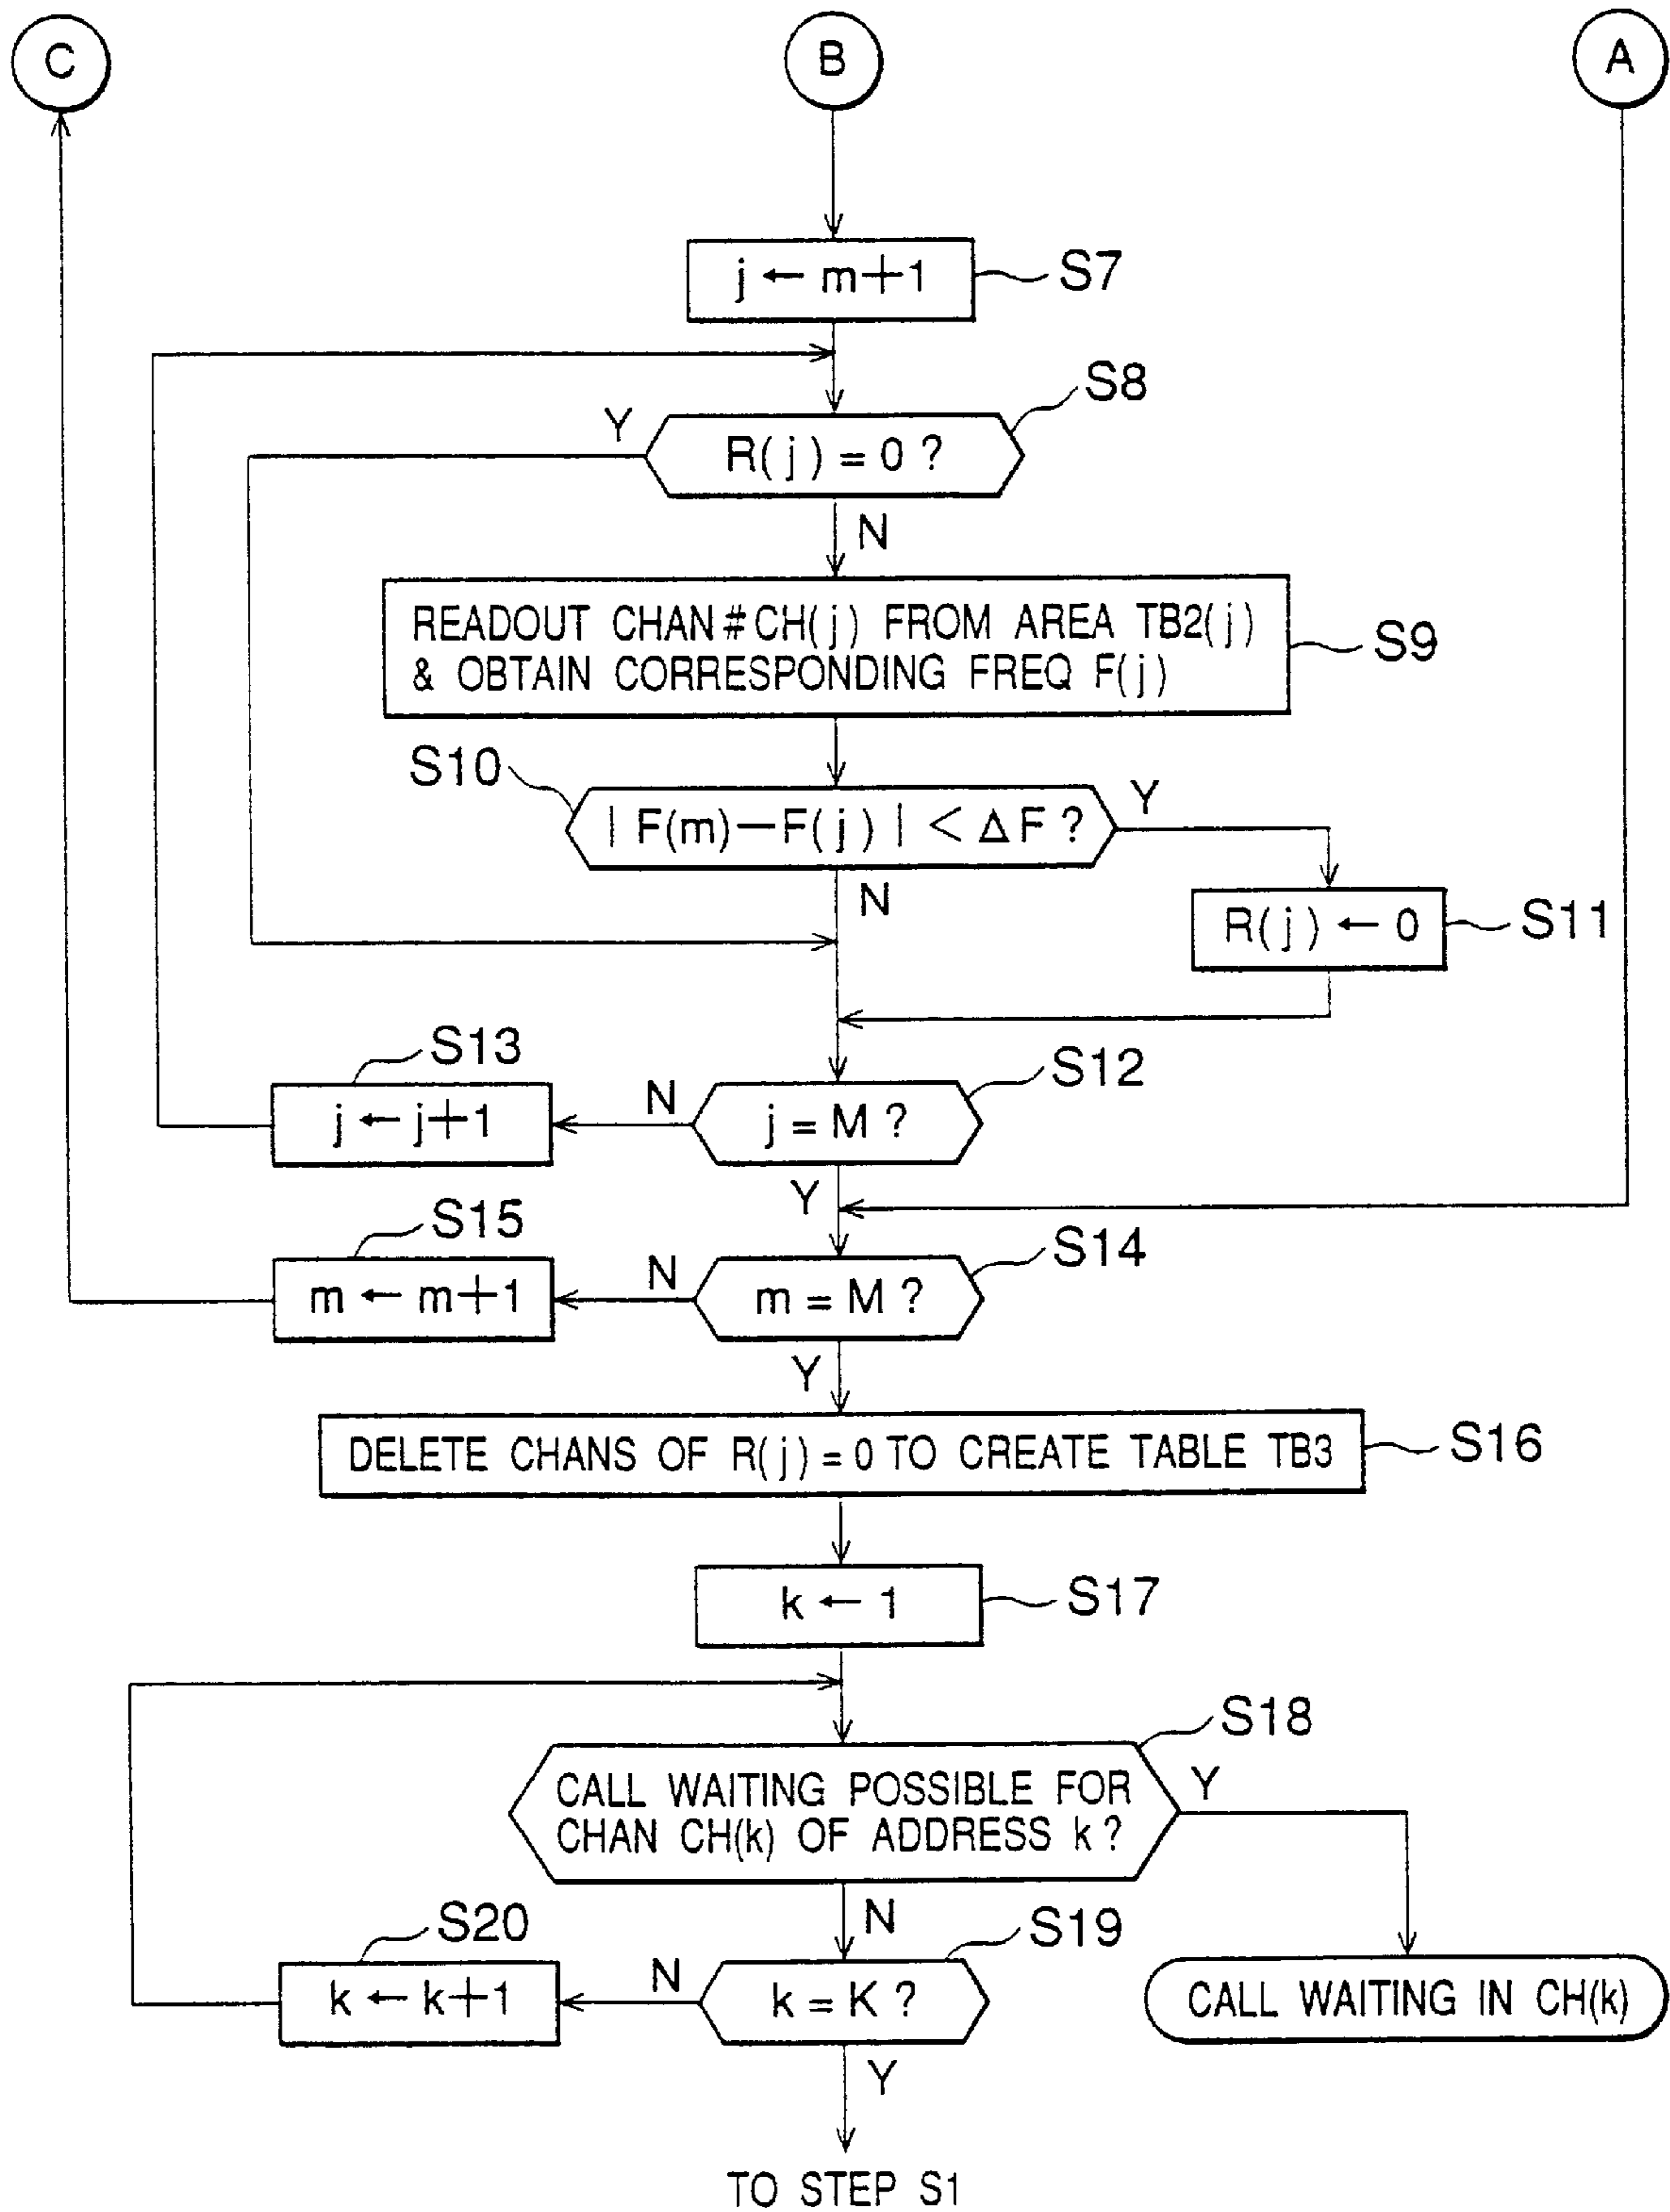 C
B
A
j ← m+1
S7
S8
Y
R(j) = 0 ?
N
READOUT CHAN # CH(j) FROM AREA TB2(j)
& OBTAIN CORRESPONDING FREQ F(j)
S9
S10
| F(m)−F(j) | < ΔF ?
Y
N
R(j) ← 0
S11
S13
S12
j ← j+1
N
j = M ?
Y
S15
S14
m ← m+1
N
m = M ?
Y
DELETE CHANS OF R(j) = 0 TO CREATE TABLE TB3
S16
k ← 1
S17
S18
CALL WAITING POSSIBLE FOR
CHAN CH(k) OF ADDRESS k ?
Y
N
S20
S19
k ← k+1
N
k = K ?
CALL WAITING IN CH(k)
Y
TO STEP S1